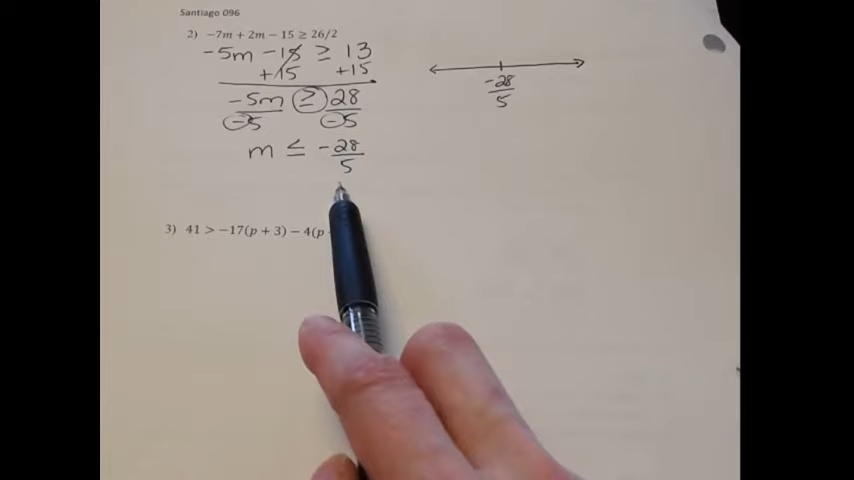 Santiago 096
2) −7m + 2m − 15 ≥ 26/2
-5m -15 ≥ 13
+15 +15
-5m ≥ 28
-5 -5
m ≤ -28/5
-28/5
3) 41 > −17(p + 3) − 4(p